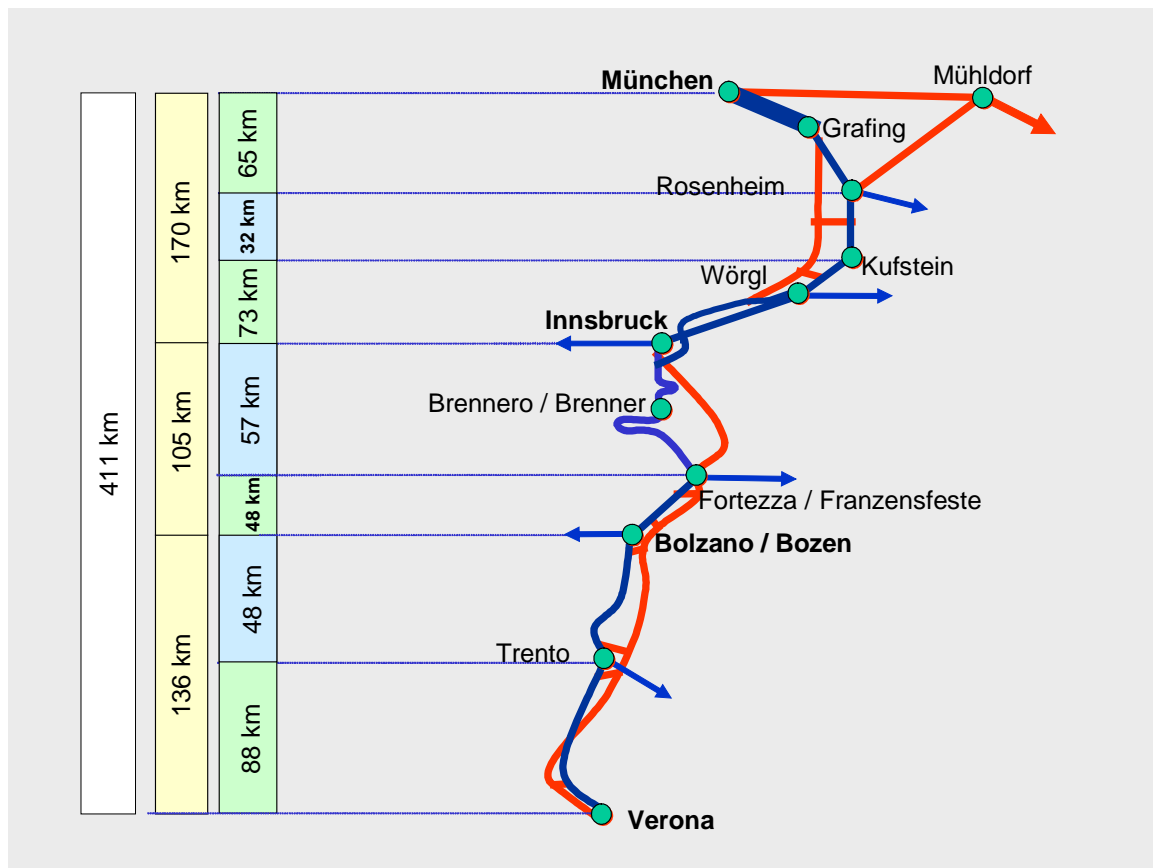 München
Mühldorf
Grafing
Rosenheim
Kufstein
Wörgl
Innsbruck
Brennero / Brenner
Fortezza / Franzensfeste
Bolzano / Bozen
Trento
Verona
411 km
170 km
105 km
136 km
65 km
32 km
73 km
57 km
48 km
48 km
88 km